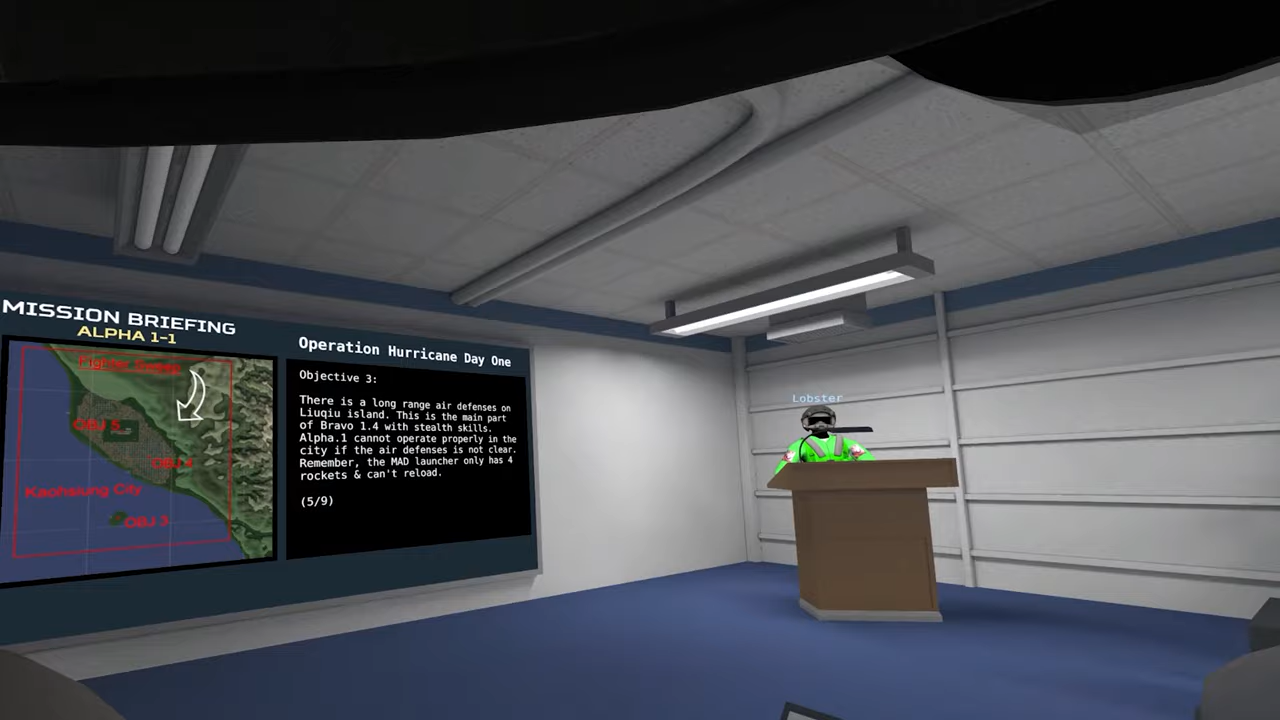 MISSION BRIEFING
ALPHA 1-1
Fighter Sweep
OBJ 5
OBJ 4
Kaohsiung City
OBJ 3
Operation Hurricane Day One
Objective 3:
There is a long range air defenses on
Liuqiu island. This is the main part
of Bravo 1.4 with stealth skills.
Alpha.1 cannot operate properly in the
city if the air defenses is not clear.
Remember, the MAD launcher only has 4
rockets & can't reload.
(5/9)
Lobster